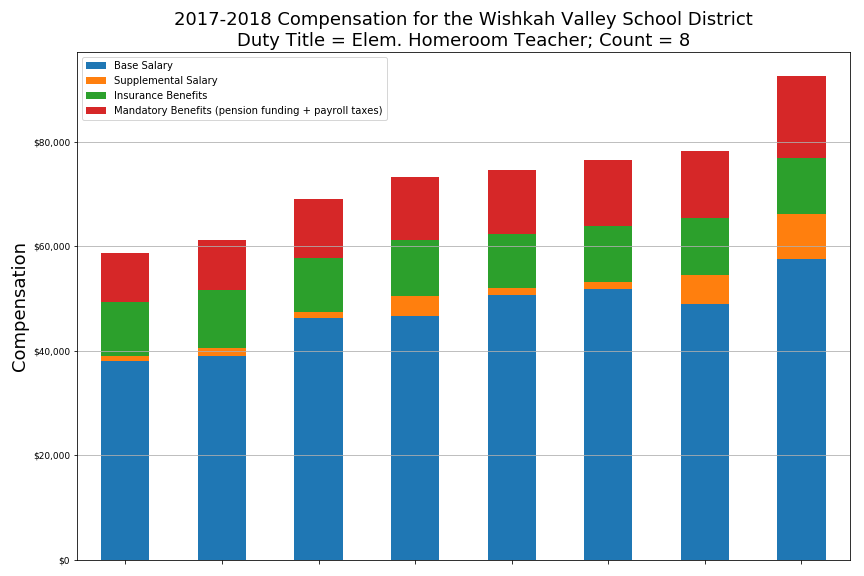 2017-2018 Compensation for the Wishkah Valley School District
Duty Title = Elem. Homeroom Teacher; Count = 8
Base Salary
Supplemental Salary
Insurance Benefits
Mandatory Benefits (pension funding + payroll taxes)
$80,000
$60,000
$40,000
$20,000
$0
Compensation